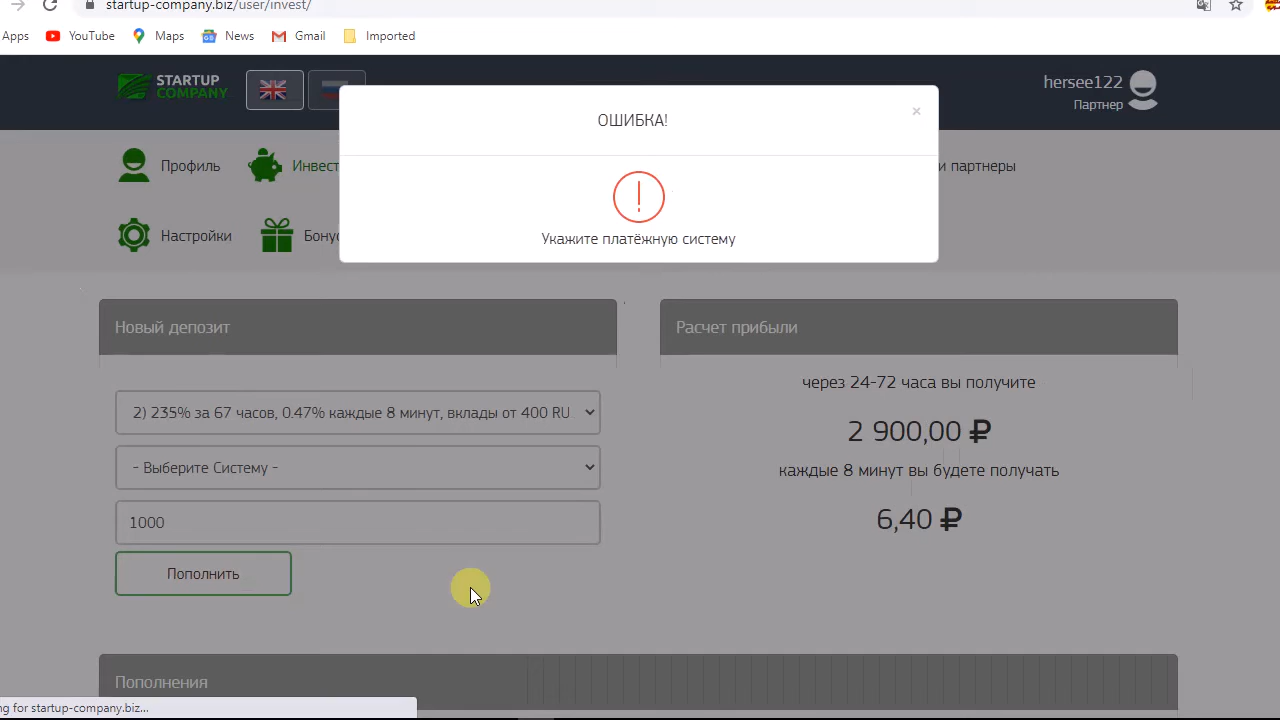 startup-company.biz/user/invest/
Apps YouTube Maps News Gmail Imported
STARTUP
COMPANY
hersee122
Партнер
ОШИБКА!
×
Укажите платёжную систему
Профиль Инвест и партнеры
Настройки Бону
Новый депозит
2) 235% за 67 часов, 0.47% каждые 8 минут, вклады от 400 RU
- Выберите Систему -
1000
Пополнить
Расчет прибыли
через 24-72 часа вы получите
2 900,00 ₽
каждые 8 минут вы будете получать
6,40 ₽
Пополнения
ng for startup-company.biz...